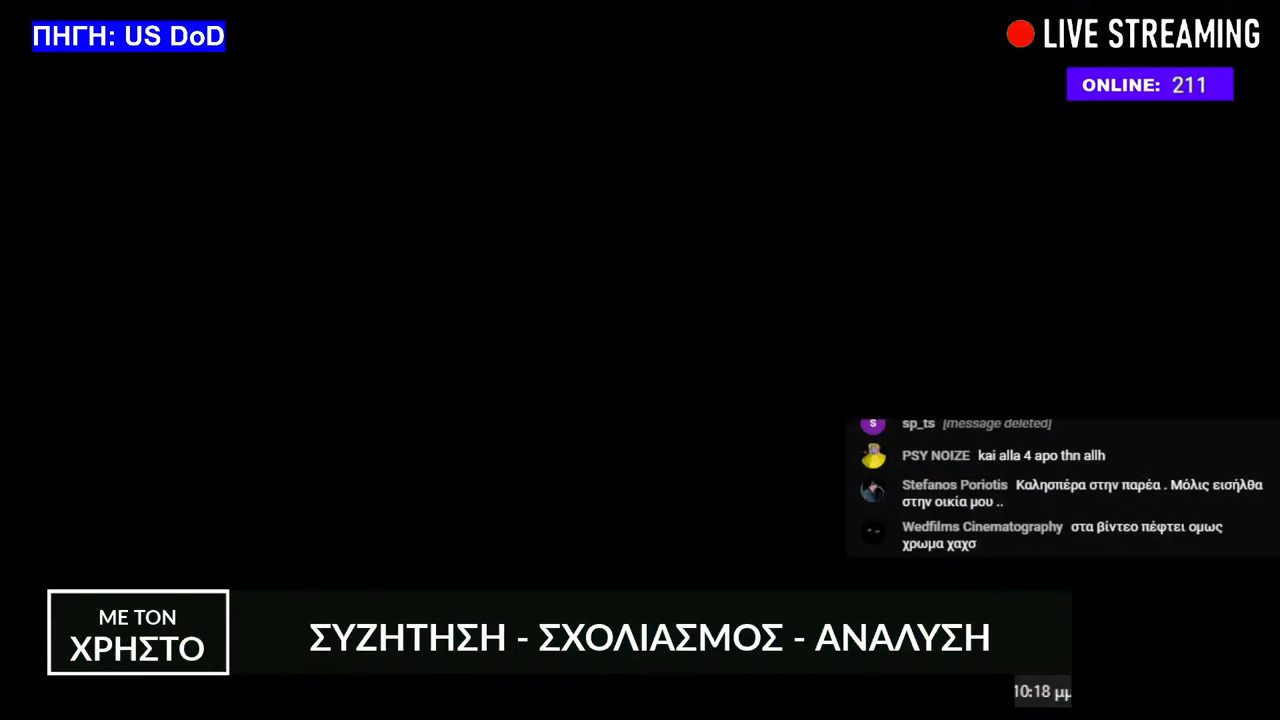 ΠΗΓΗ: US DoD
LIVE STREAMING
ONLINE: 211
S sp_ts [message deleted]
PSY NOIZE kai alla 4 apo thn allh
Stefanos Poriotis Καλησπέρα στην παρέα . Μόλις εισήλθα
στην οικία μου ..
Wedfilms Cinematography στα βίντεο πέφτει ομως
χρωμα χαχσ
ΜΕ ΤΟΝ
ΧΡΗΣΤΟ
ΣΥΖΗΤΗΣΗ - ΣΧΟΛΙΑΣΜΟΣ - ΑΝΑΛΥΣΗ
10:18 μμ